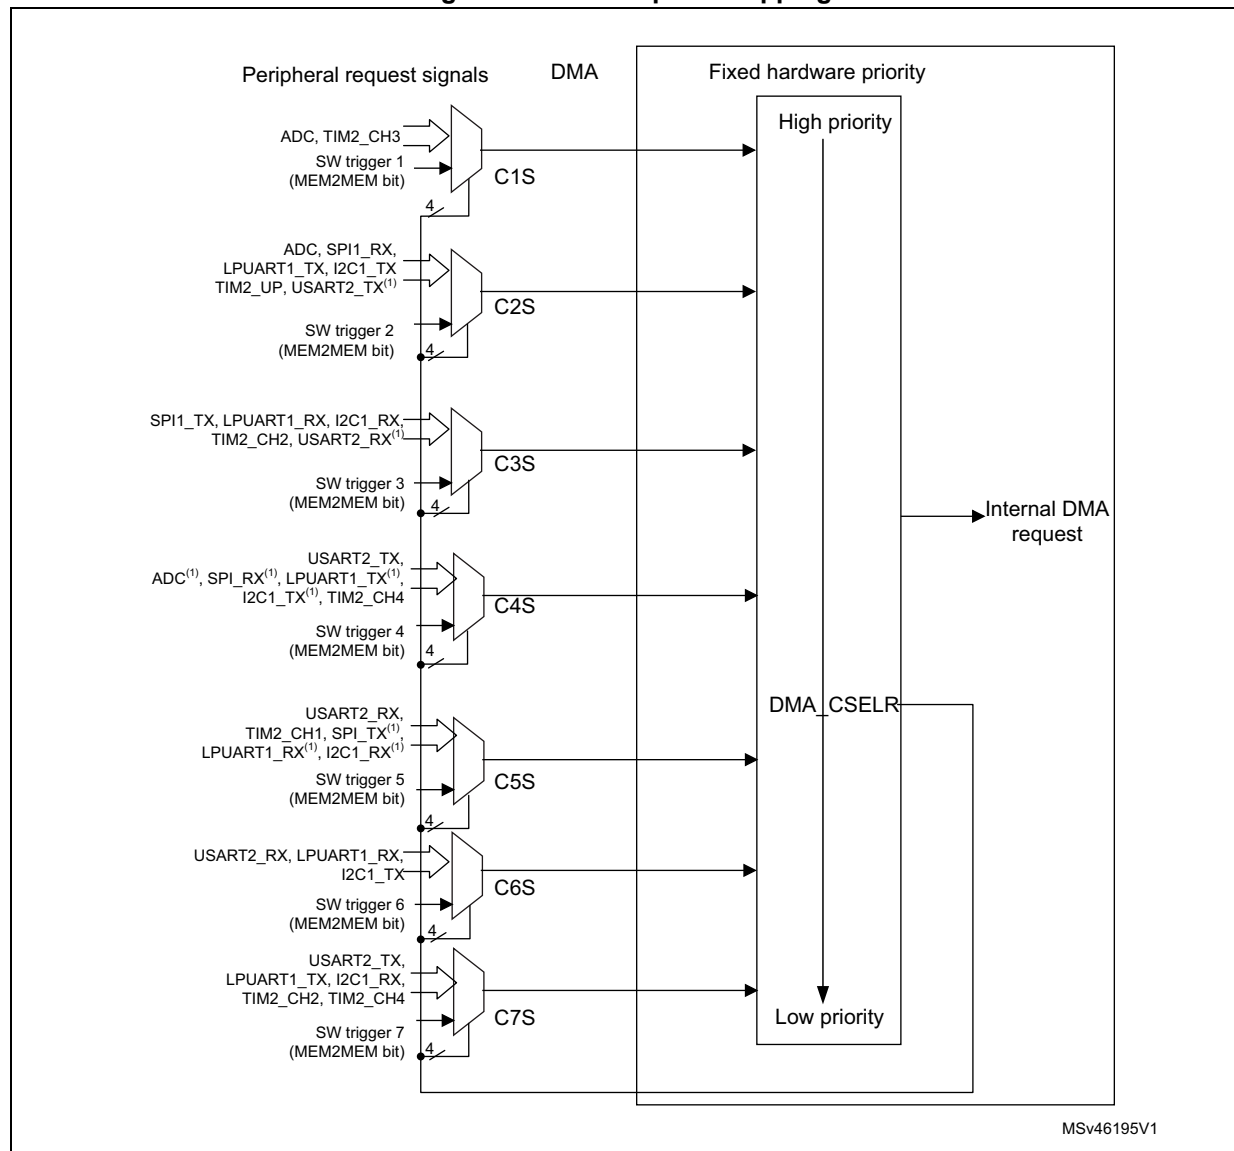 Peripheral request signals
DMA
Fixed hardware priority
High priority
ADC, TIM2_CH3
SW trigger 1
(MEM2MEM bit)
C1S
4
ADC, SPI1_RX,
LPUART1_TX, I2C1_TX
TIM2_UP, USART2_TX(1)
C2S
SW trigger 2
(MEM2MEM bit)
4
SPI1_TX, LPUART1_RX, I2C1_RX,
TIM2_CH2, USART2_RX(1)
C3S
SW trigger 3
(MEM2MEM bit)
4
Internal DMA
request
USART2_TX,
ADC(1), SPI_RX(1), LPUART1_TX(1),
I2C1_TX(1), TIM2_CH4
C4S
SW trigger 4
(MEM2MEM bit)
4
DMA_CSELR
USART2_RX,
TIM2_CH1, SPI_TX(1),
LPUART1_RX(1), I2C1_RX(1)
C5S
SW trigger 5
(MEM2MEM bit)
4
USART2_RX, LPUART1_RX,
I2C1_TX
C6S
SW trigger 6
(MEM2MEM bit)
4
USART2_TX,
LPUART1_TX, I2C1_RX,
TIM2_CH2, TIM2_CH4
C7S
SW trigger 7
(MEM2MEM bit)
4
Low priority
MSv46195V1